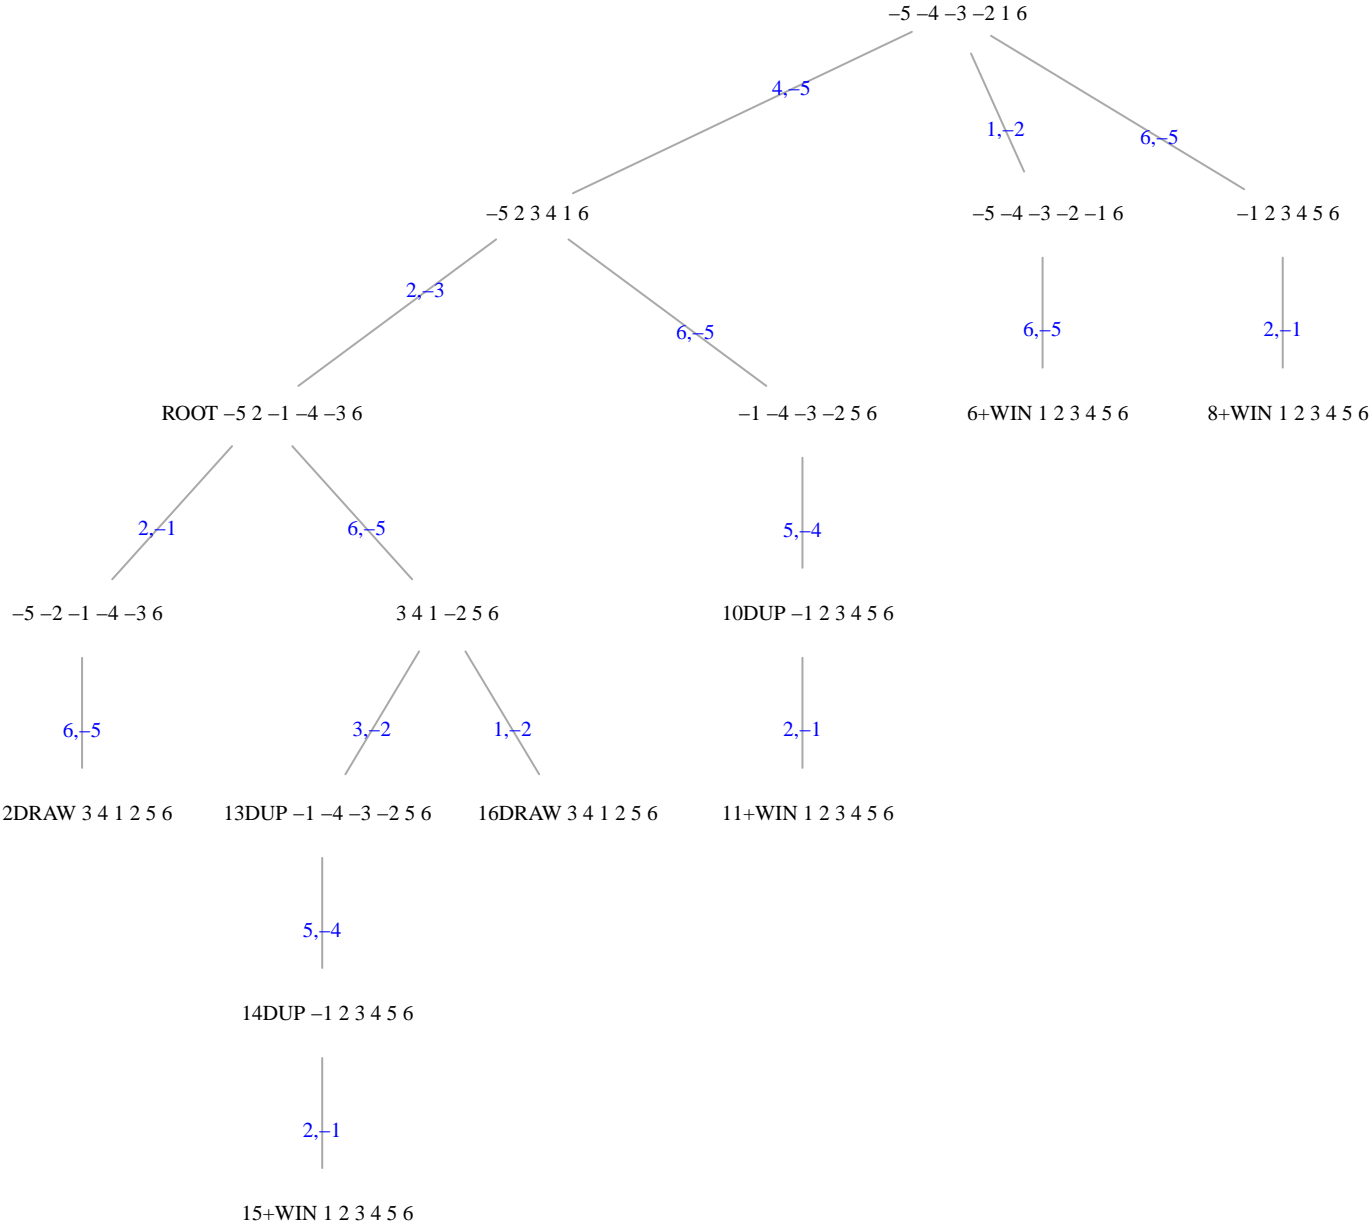 –5 –4 –3 –2 1 6
4,–5
1,–2
6,–5
–5 2 3 4 1 6
–5 –4 –3 –2 –1 6
–1 2 3 4 5 6
2,–3
6,–5
6,–5
2,–1
ROOT –5 2 –1 –4 –3 6
–1 –4 –3 –2 5 6
6+WIN 1 2 3 4 5 6
8+WIN 1 2 3 4 5 6
2,–1
6,–5
5,–4
–5 –2 –1 –4 –3 6
3 4 1 –2 5 6
10DUP –1 2 3 4 5 6
6,–5
3,–2
1,–2
2,–1
2DRAW 3 4 1 2 5 6
13DUP –1 –4 –3 –2 5 6
16DRAW 3 4 1 2 5 6
11+WIN 1 2 3 4 5 6
5,–4
14DUP –1 2 3 4 5 6
2,–1
15+WIN 1 2 3 4 5 6